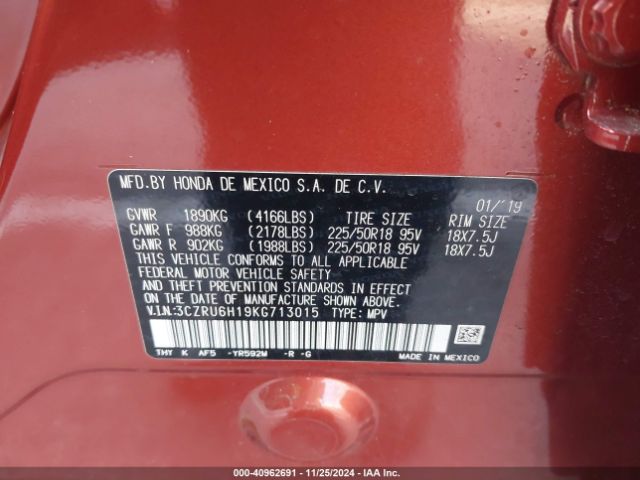 MFD.BY HONDA DE MEXICO S.A. DE C.V.
01/'19
GVWR 1890KG (4166LBS) TIRE SIZE RIM SIZE
GAWR F 988KG (2178LBS) 225/50R18 95V 18X7.5J
GAWR R 902KG (1988LBS) 225/50R18 95V 18X7.5J
THIS VEHICLE CONFORMS TO ALL APPLICABLE
FEDERAL MOTOR VEHICLE SAFETY
AND THEFT PREVENTION STANDARDS IN EFFECT
ON THE DATE OF MANUFACTURE SHOWN ABOVE.
V.I.N:3CZRU6H19KG713015 TYPE: MPV
THY K AF5 -YR592M -R -G MADE IN MEXICO
000-40962691 - 11/25/2024 - IAA Inc.